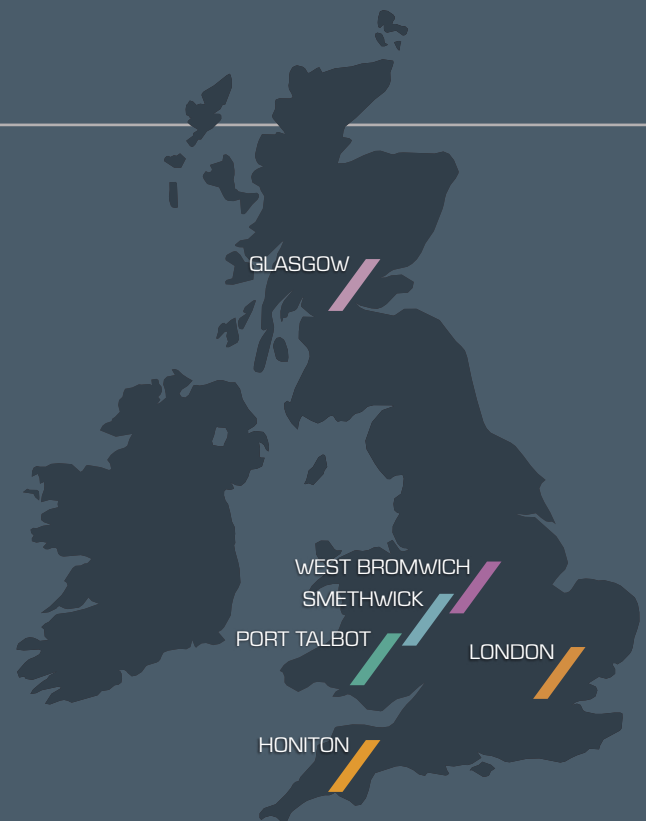 GLASGOW
WEST BROMWICH
SMETHWICK
PORT TALBOT
LONDON
HONITON